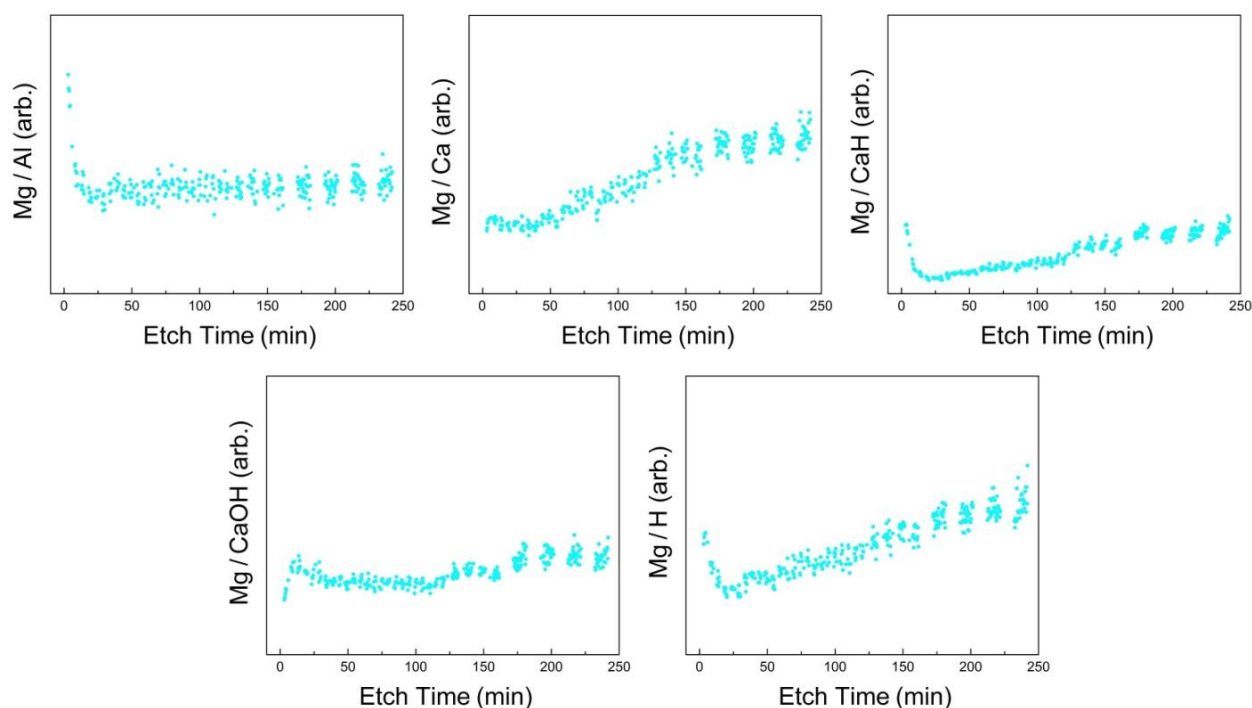 Mg / Al (arb.)
0 50 100 150 200 250
Etch Time (min)
Mg / Ca (arb.)
0 50 100 150 200 250
Etch Time (min)
Mg / CaH (arb.)
0 50 100 150 200 250
Etch Time (min)
Mg / CaOH (arb.)
0 50 100 150 200 250
Etch Time (min)
Mg / H (arb.)
0 50 100 150 200 250
Etch Time (min)